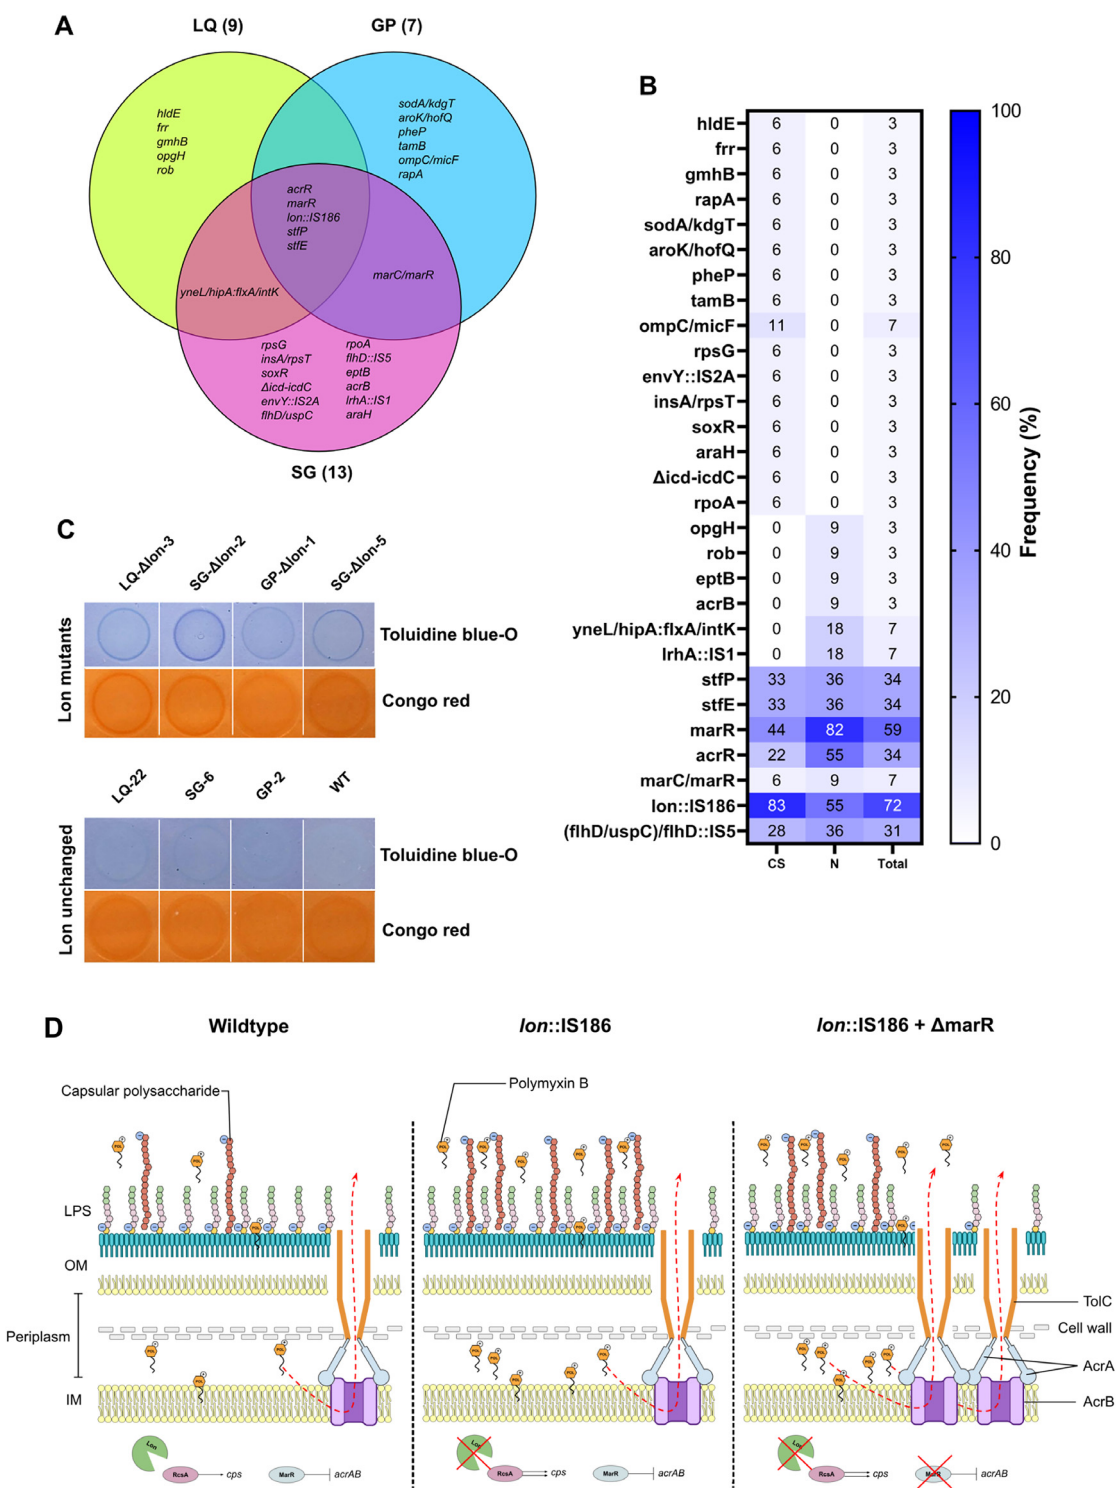 A
LQ (9)
GP (7)
hldE
frr
gmhB
opgH
rob
sodA/kdgT
aroK/hofQ
pheP
tamB
ompC/micF
rapA
acrR
marR
lon::IS186
stfP
stfE
marC/marR
yneL/hipA:flxA/intK
rpsG
insA/rpsT
soxR
Δicd-icdC
envY::IS2A
flhD/uspC
rpoA
flhD::IS5
eptB
acrB
lrhA::IS1
araH
SG (13)
B
hldE 6 0 3
frr 6 0 3
gmhB 6 0 3
rapA 6 0 3
sodA/kdgT 6 0 3
aroK/hofQ 6 0 3
pheP 6 0 3
tamB 6 0 3
ompC/micF 11 0 7
rpsG 6 0 3
envY::IS2A 6 0 3
insA/rpsT 6 0 3
soxR 6 0 3
araH 6 0 3
Δicd-icdC 6 0 3
rpoA 6 0 3
opgH 0 9 3
rob 0 9 3
eptB 0 9 3
acrB 0 9 3
yneL/hipA:flxA/intK 0 18 7
lrhA::IS1 0 18 7
stfP 33 36 34
stfE 33 36 34
marR 44 82 59
acrR 22 55 34
marC/marR 6 9 7
lon::IS186 83 55 72
(flhD/uspC)/flhD::IS5 28 36 31
CS N Total
100
80
60
40
20
0
Frequency (%)
C
LQ-Δlon-3
SG-Δlon-2
GP-Δlon-1
SG-Δlon-5
Lon mutants
Toluidine blue-O
Congo red
LQ-22
SG-6
GP-2
WT
Lon unchanged
Toluidine blue-O
Congo red
D
Wildtype
lon::IS186
lon::IS186 + ΔmarR
Capsular polysaccharide
Polymyxin B
LPS
OM
Periplasm
IM
TolC
Cell wall
AcrA
AcrB
POL
Lon
RcsA
cps
MarR
acrAB
Lon
RcsA
cps
MarR
acrAB
Lon
RcsA
cps
MarR
acrAB